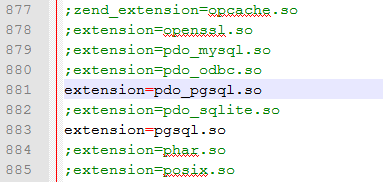 877 ;zend_extension=opcache.so
878 ;extension=openssl.so
879 ;extension=pdo_mysql.so
880 ;extension=pdo_odbc.so
881 extension=pdo_pgsql.so
882 ;extension=pdo_sqlite.so
883 extension=pgsql.so
884 ;extension=phar.so
885 ;extension=posix.so